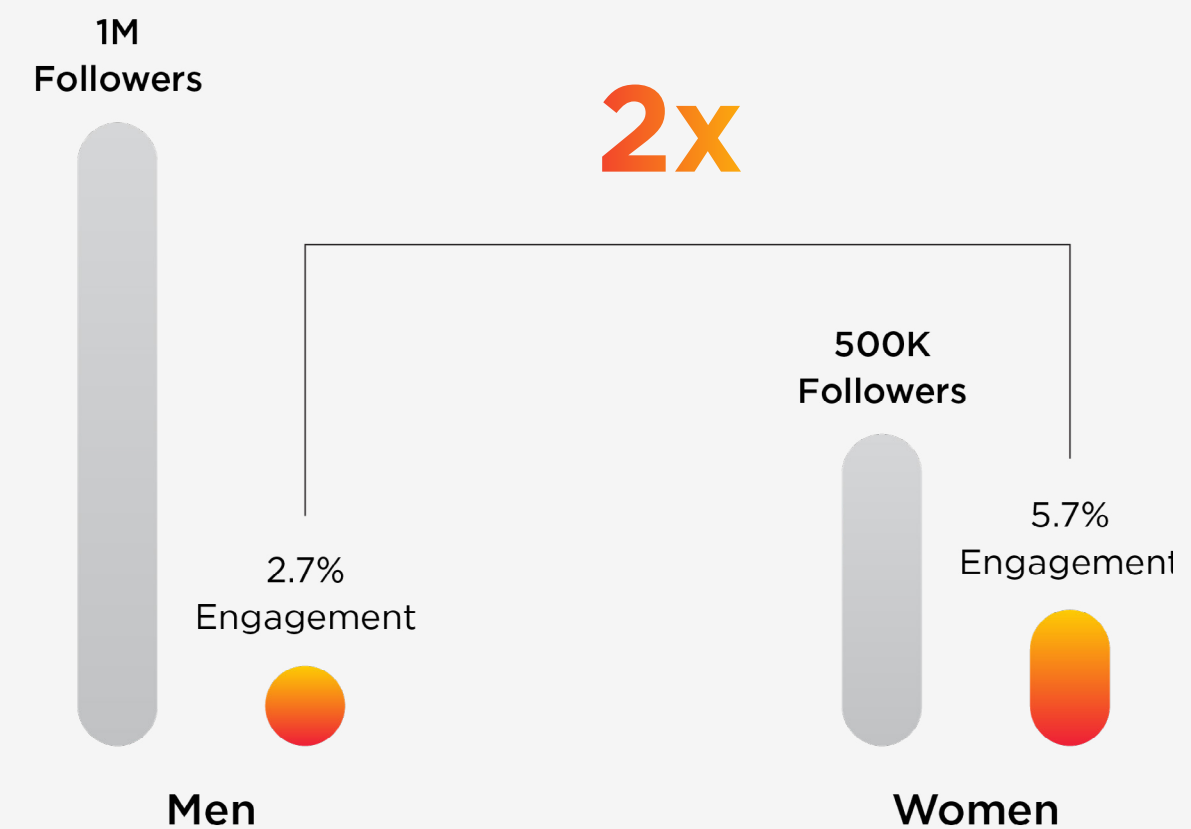 1M
Followers
2x
500K
Followers
5.7%
Engagement
2.7%
Engagement
Men
Women